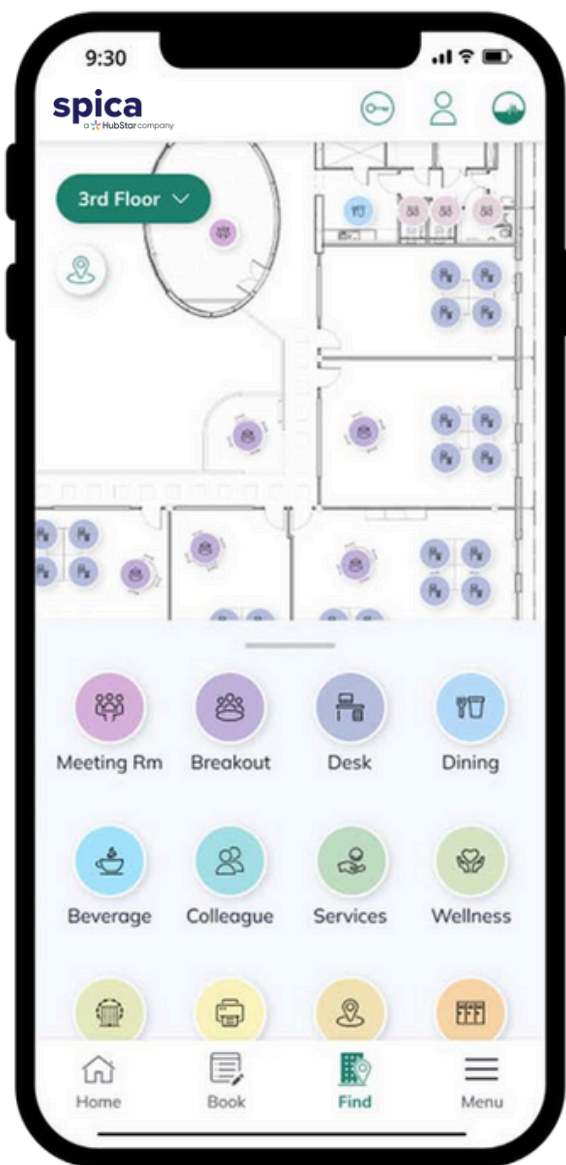 9:30
spica
a HubStar company
3rd Floor
Meeting Rm
Breakout
Desk
Dining
Beverage
Colleague
Services
Wellness
Home
Book
Find
Menu